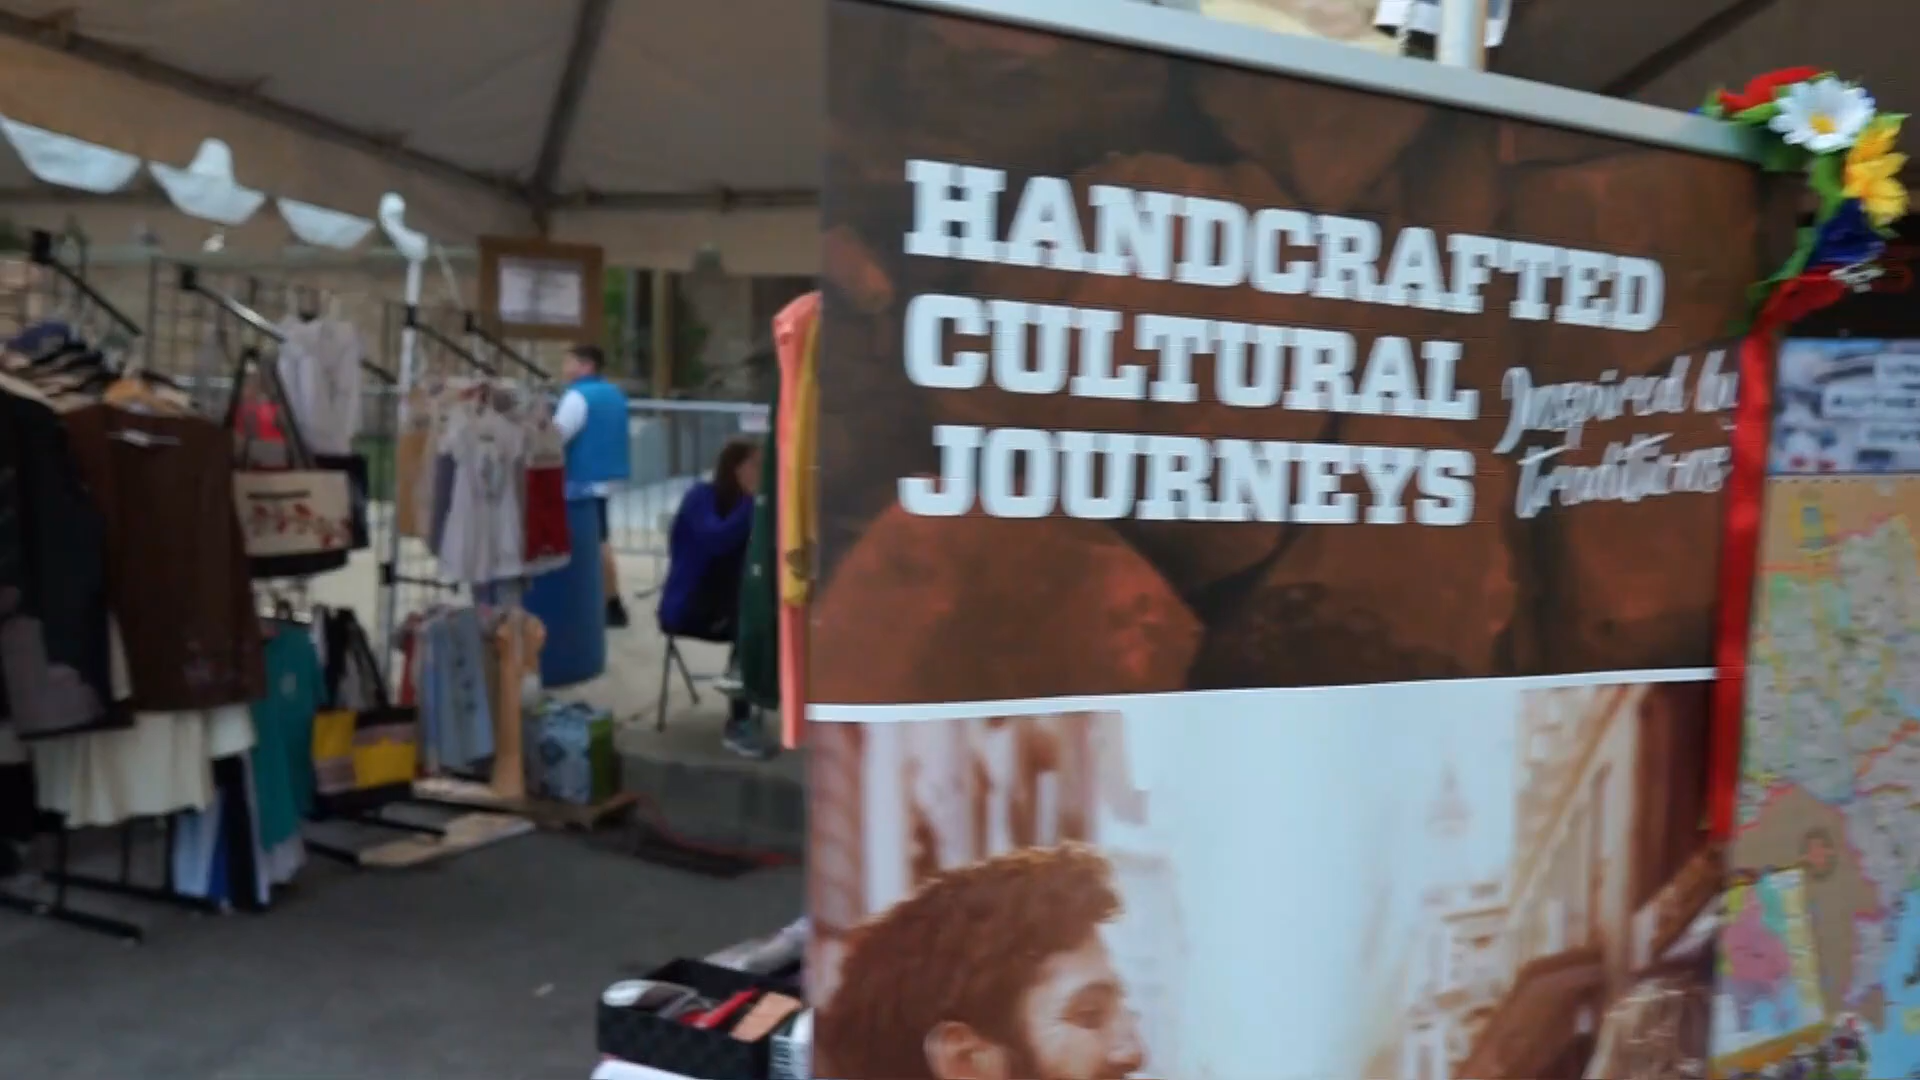 HANDCRAFTED
CULTURAL
JOURNEYS
Inspired by
traditions